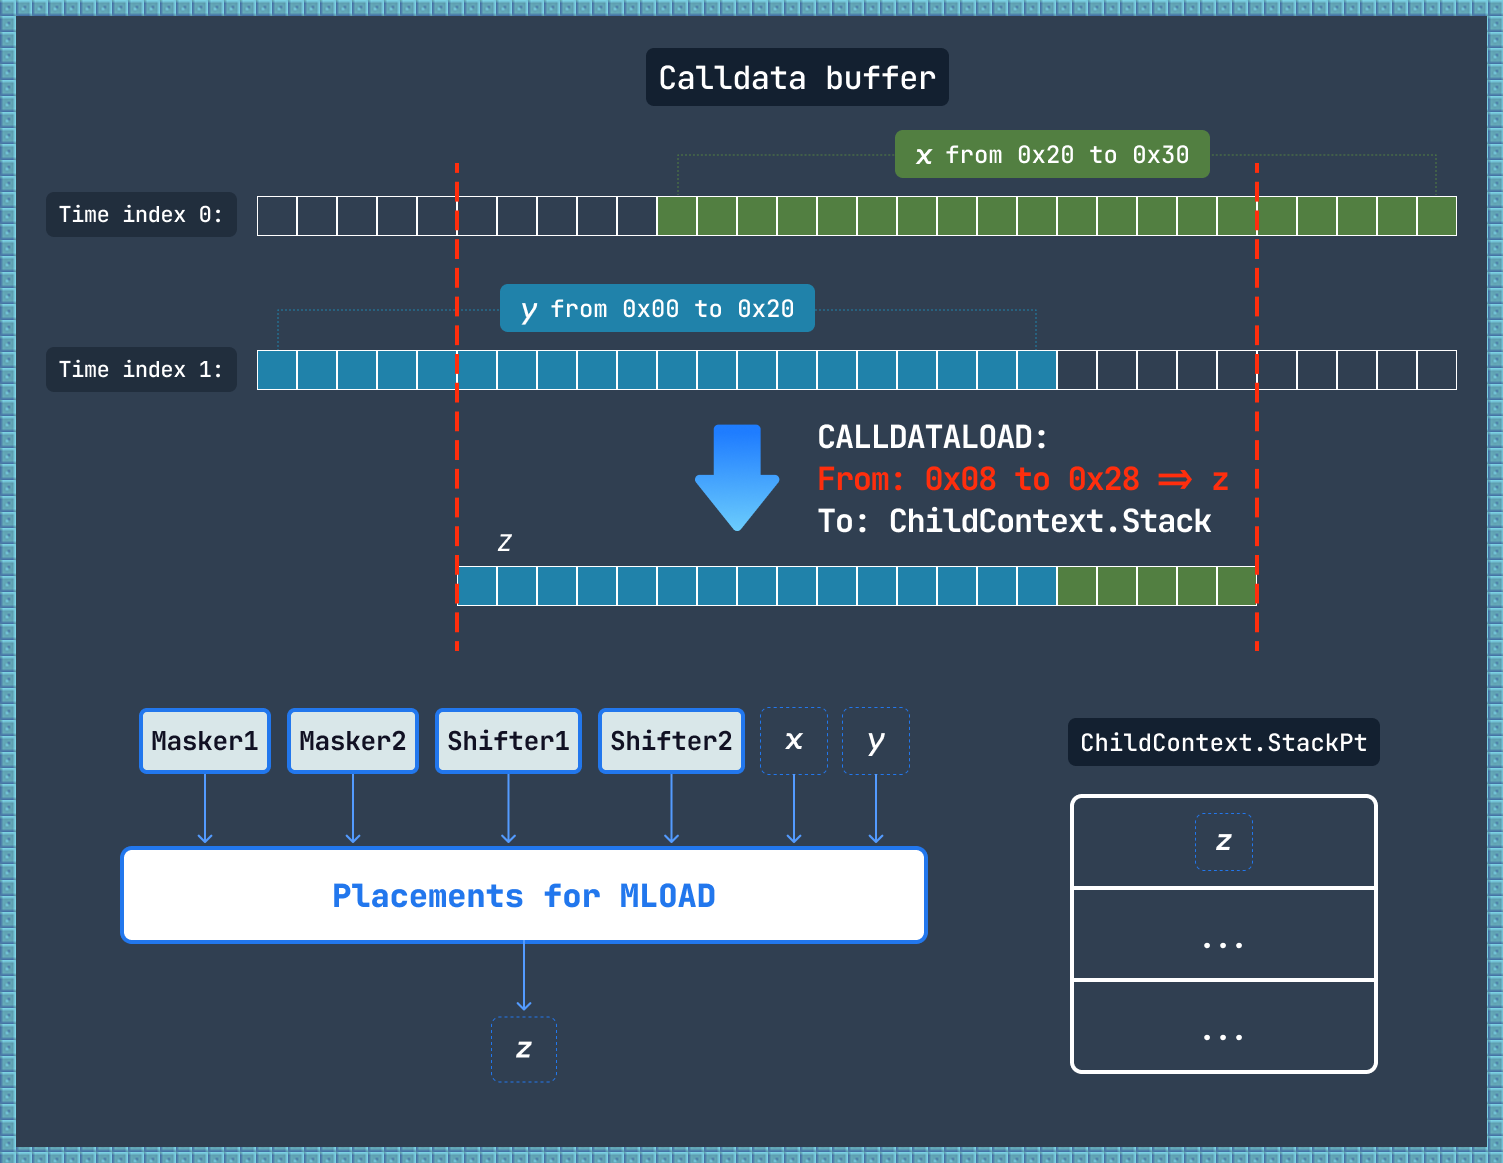 Calldata buffer
x from 0x20 to 0x30
Time index 0:
y from 0x00 to 0x20
Time index 1:
CALLDATALOAD:
From: 0x08 to 0x28 => z
To: ChildContext.Stack
z
Masker1 Masker2 Shifter1 Shifter2 x y
ChildContext.StackPt
z
Placements for MLOAD
...
...
z